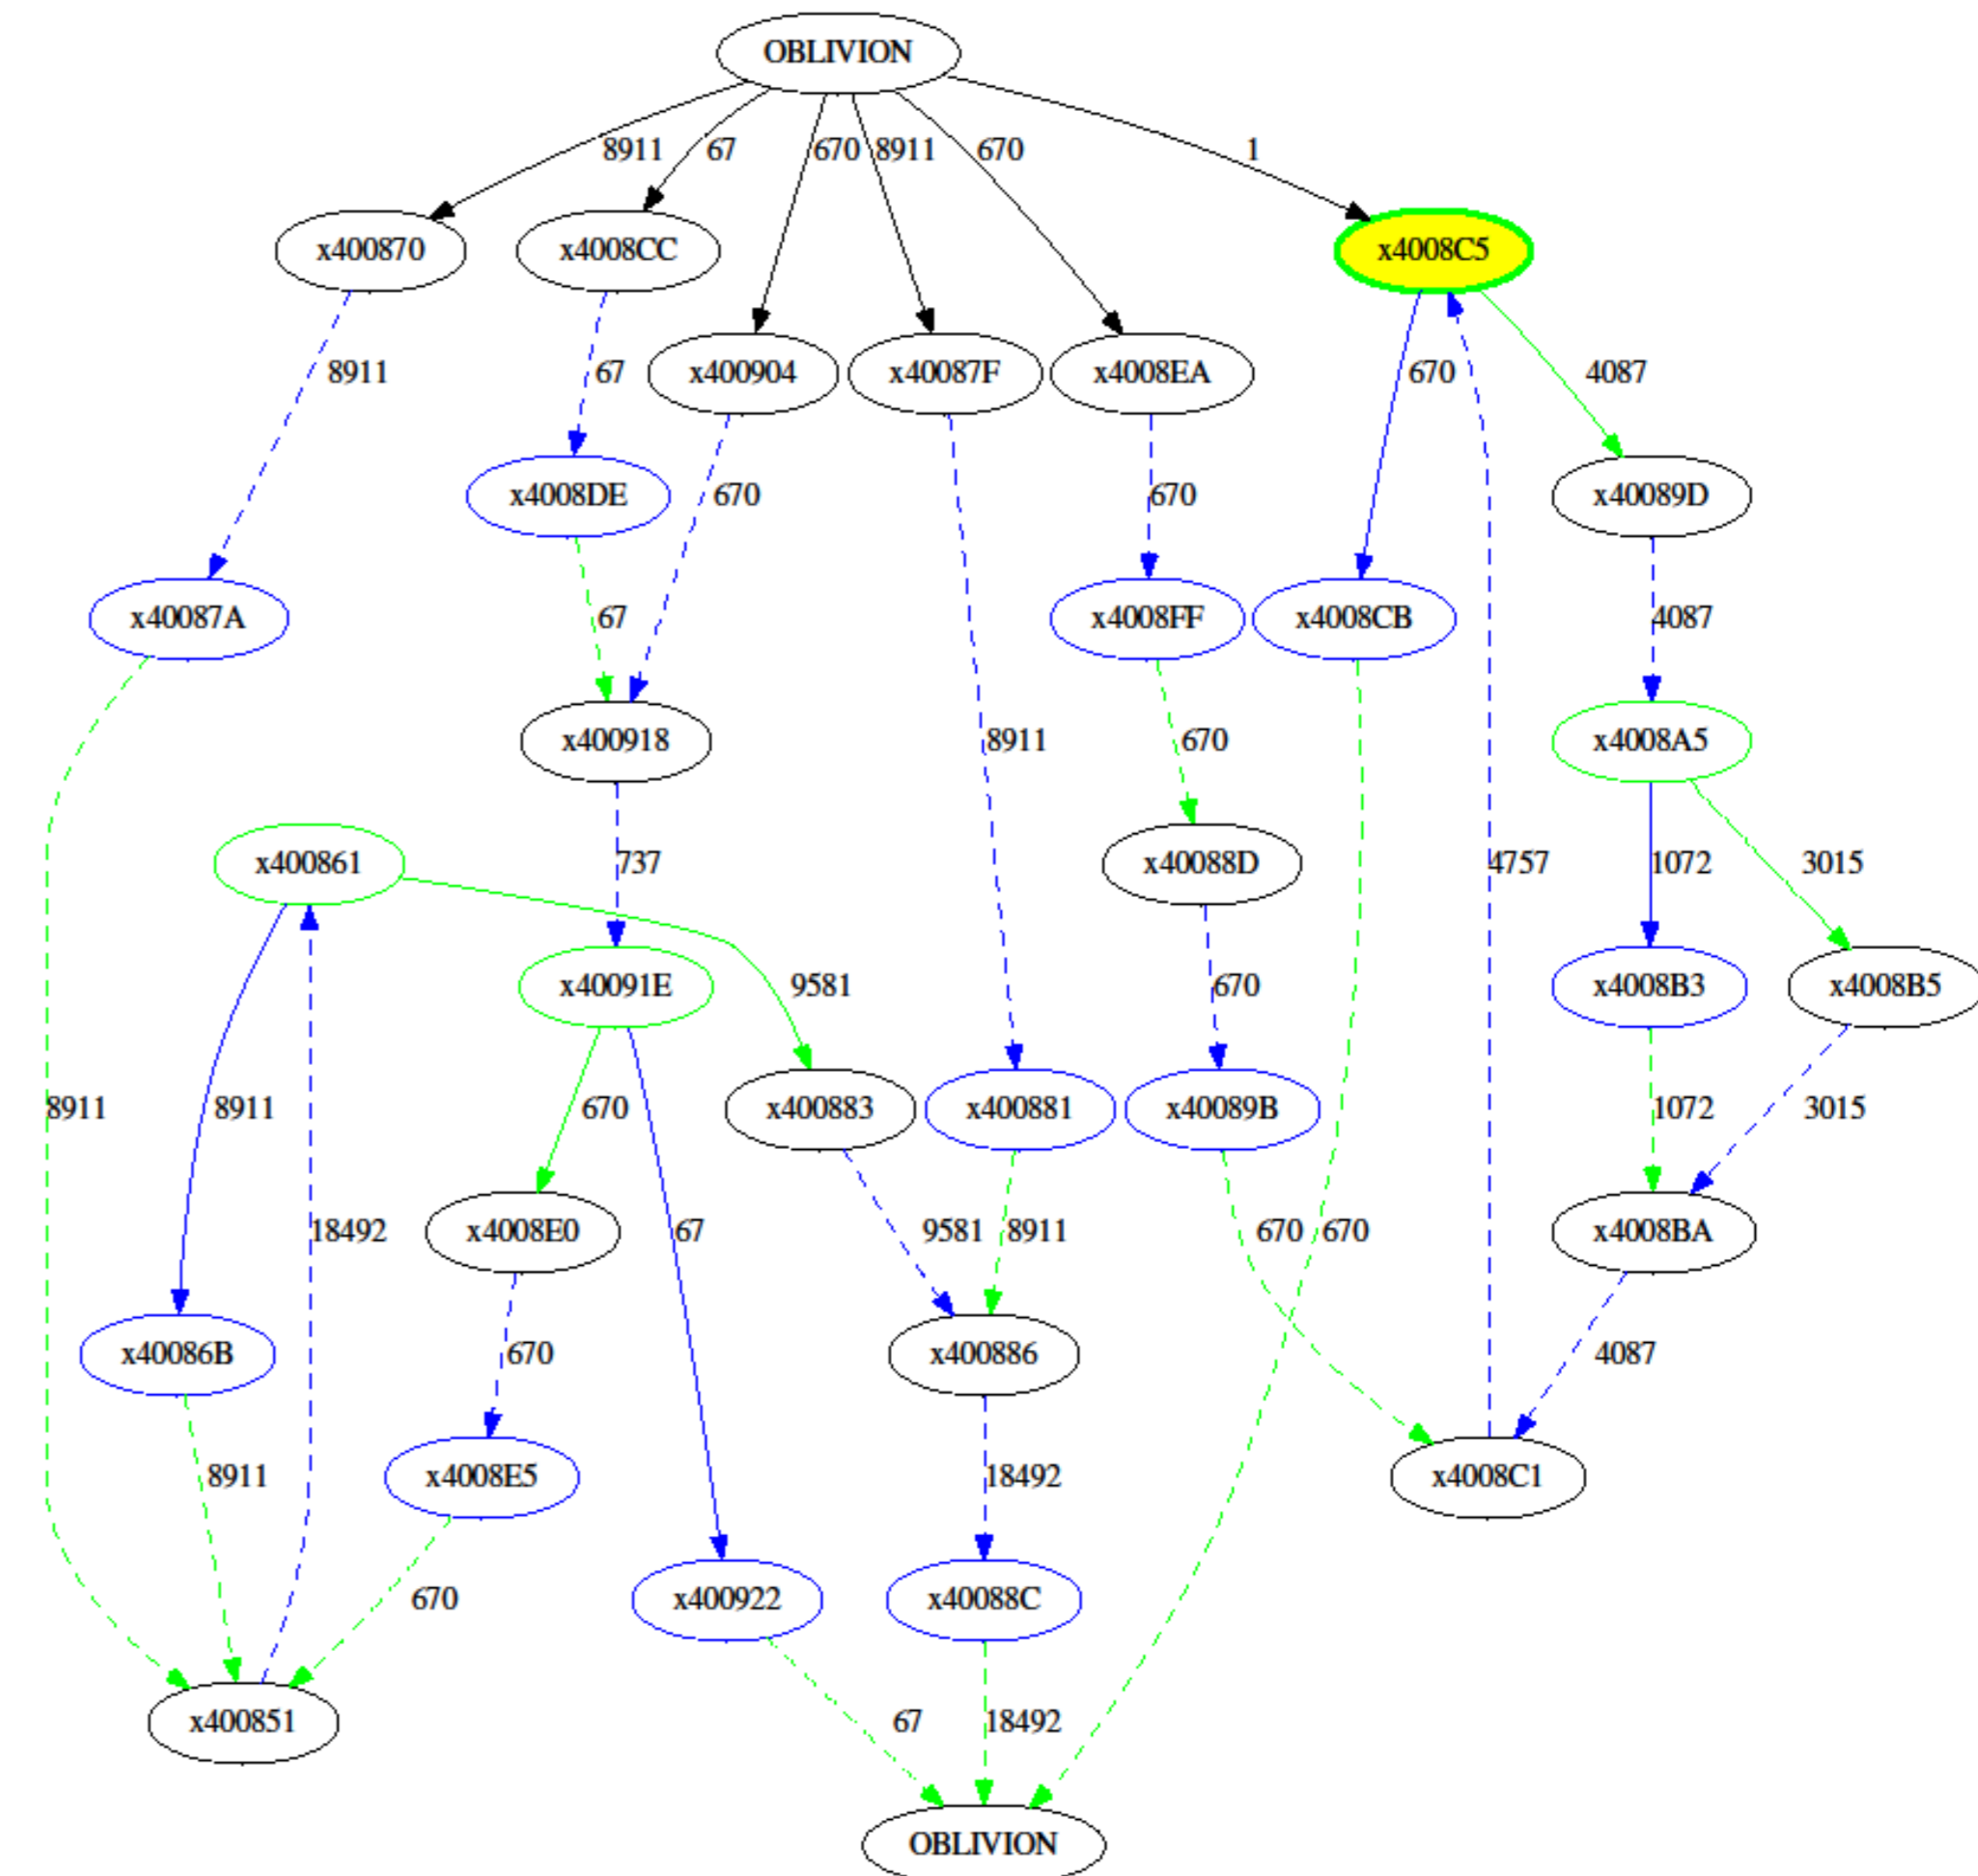 OBLIVION
8911 67 670 8911 670 1
x400870 x4008CC x4008C5
8911 67 x400904 x40087F x4008EA 670 4087
x4008DE 670 670 x40089D
x40087A 67 x4008FF x4008CB 4087
x400918 8911 670 x4008A5
x400861 737 x40088D 4757 1072 3015
x40091E 9581 670 x4008B3 x4008B5
8911 8911 670 x400883 x400881 x40089B 1072 3015
18492 x4008E0 67 9581 8911 670 670 x4008BA
x40086B 670 x400886 4087
8911 x4008E5 18492 x4008C1
670 x400922 x40088C
x400851 67 18492
OBLIVION